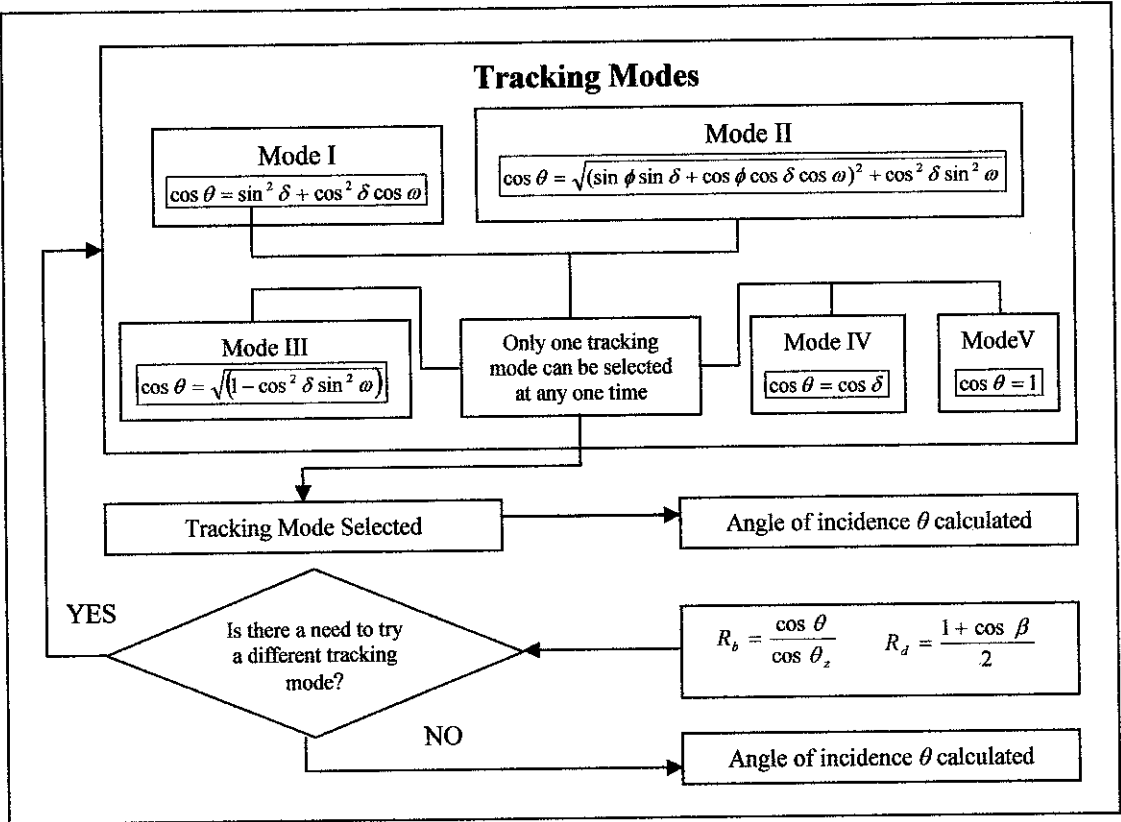 Tracking Modes
Mode I
cos θ = sin² δ + cos² δ cos ω
Mode II
cos θ = √(sin ϕ sin δ + cos ϕ cos δ cos ω)² + cos² δ sin² ω
Mode III
cos θ = √(1 − cos² δ sin² ω)
Only one tracking
mode can be selected
at any one time
Mode IV
cos θ = cos δ
ModeV
cos θ = 1
Tracking Mode Selected
Angle of incidence θ calculated
YES
Is there a need to try
a different tracking
mode?
R_b = cos θ / cos θ_z
R_d = 1 + cos β / 2
NO
Angle of incidence θ calculated